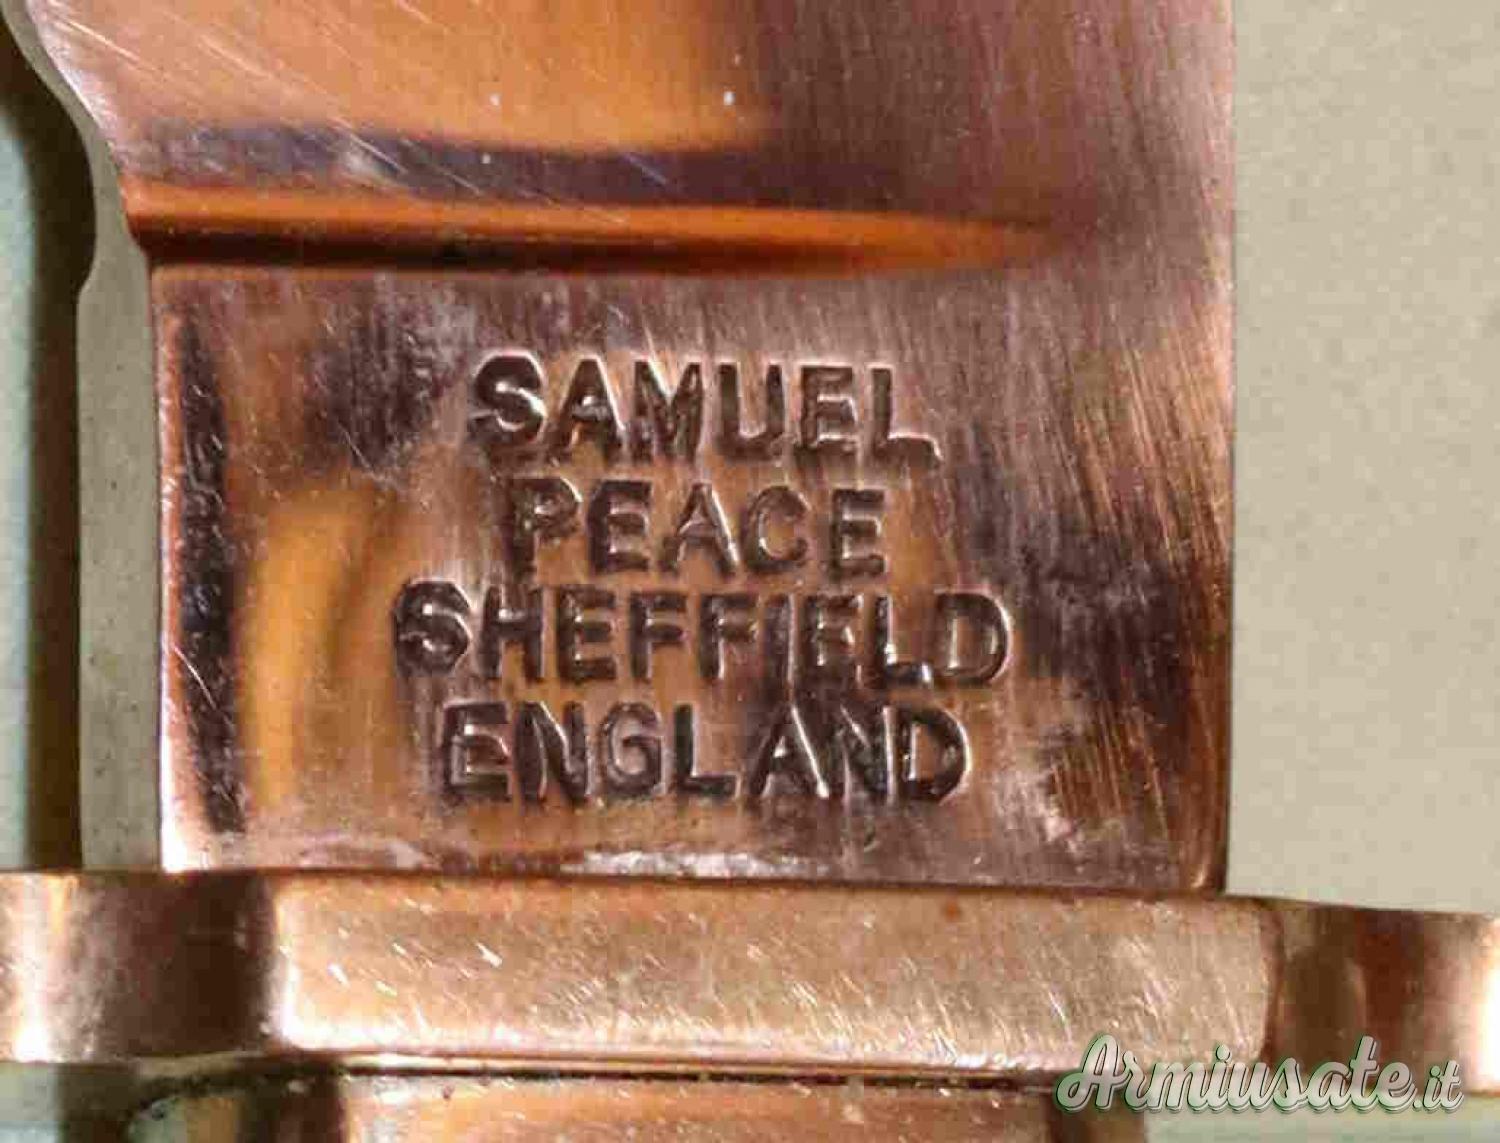 SAMUEL
PEACE
SHEFFIELD
ENGLAND
Armiusate.it